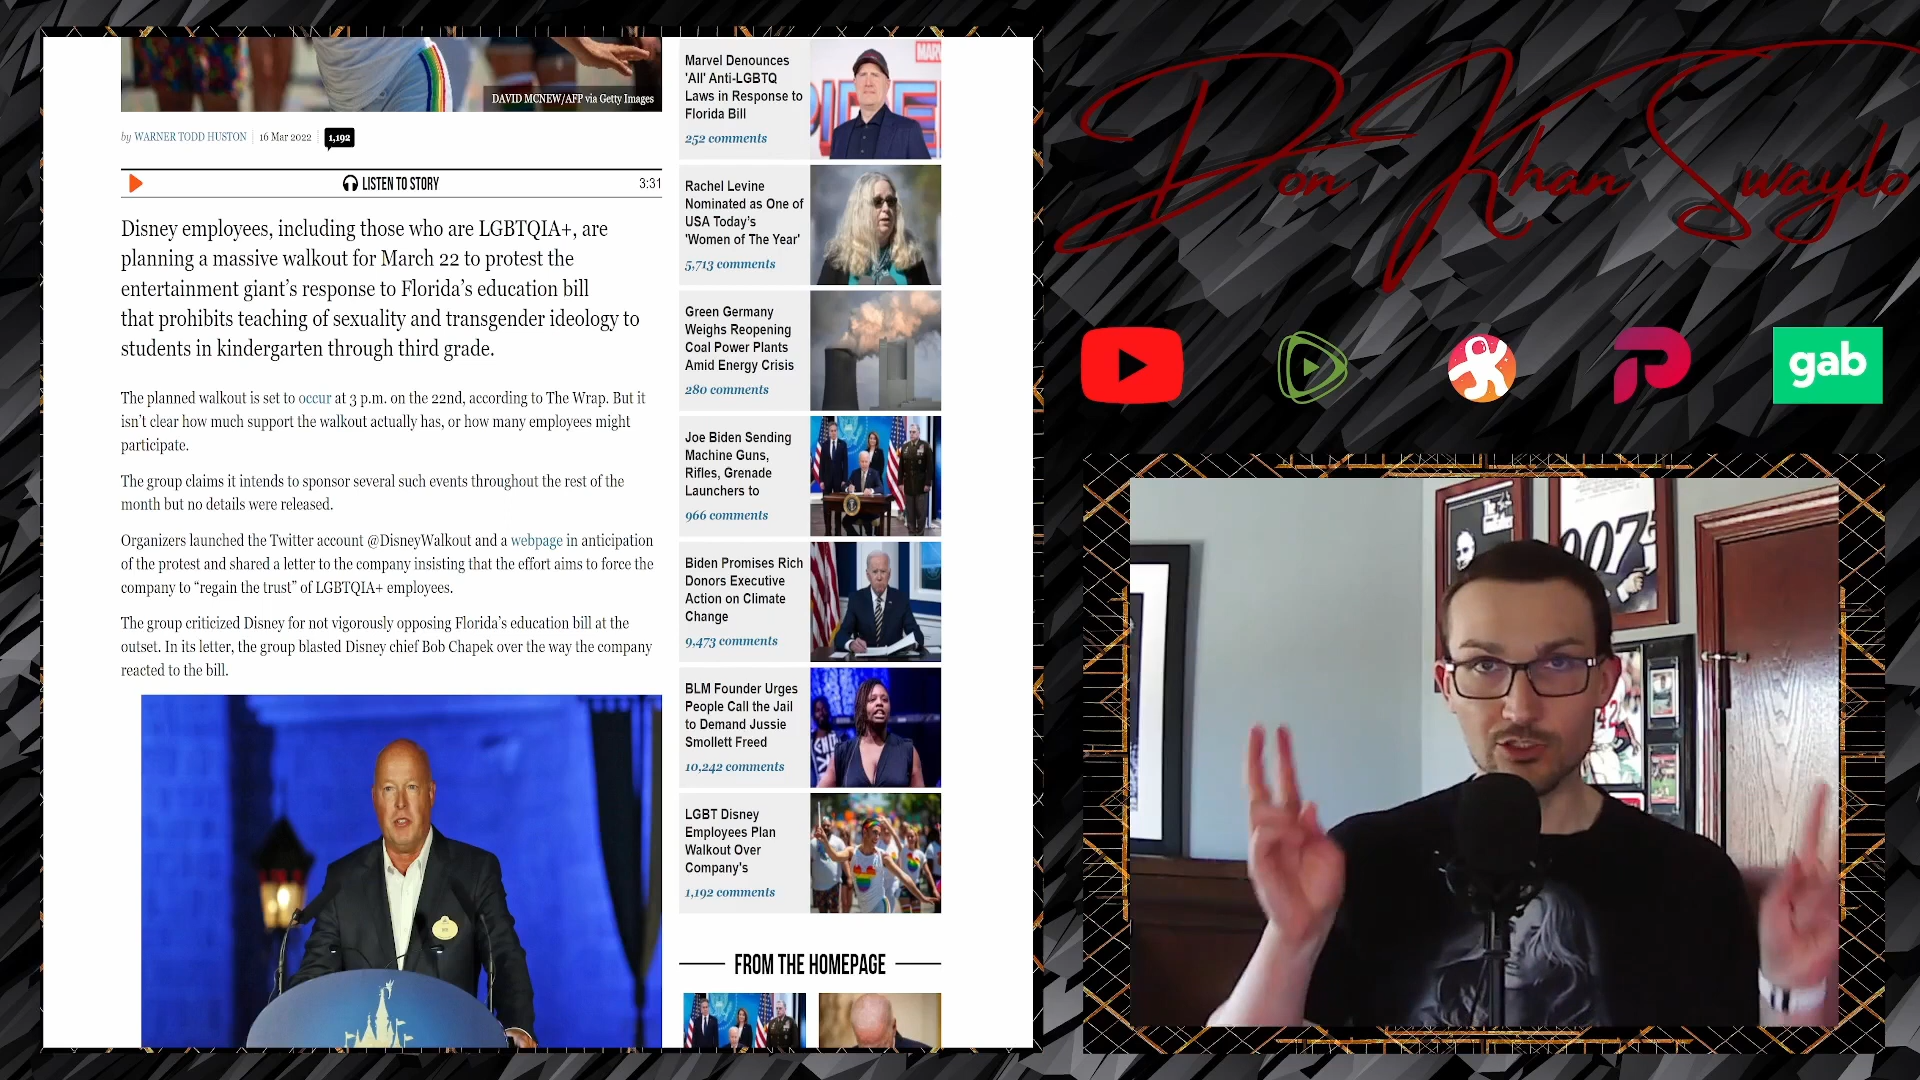 DAVID MCNEW/AFP via Getty Images
by WARNER TODD HUSTON 16 Mar 2022 1,192
LISTEN TO STORY 3:31
Disney employees, including those who are LGBTQIA+, are
planning a massive walkout for March 22 to protest the
entertainment giant’s response to Florida’s education bill
that prohibits teaching of sexuality and transgender ideology to
students in kindergarten through third grade.
The planned walkout is set to occur at 3 p.m. on the 22nd, according to The Wrap. But it
isn’t clear how much support the walkout actually has, or how many employees might
participate.
The group claims it intends to sponsor several such events throughout the rest of the
month but no details were released.
Organizers launched the Twitter account @DisneyWalkout and a webpage in anticipation
of the protest and shared a letter to the company insisting that the effort aims to force the
company to “regain the trust” of LGBTQIA+ employees.
The group criticized Disney for not vigorously opposing Florida’s education bill at the
outset. In its letter, the group blasted Disney chief Bob Chapek over the way the company
reacted to the bill.
Marvel Denounces
'All' Anti-LGBTQ
Laws in Response to
Florida Bill
252 comments
Rachel Levine
Nominated as One of
USA Today's
'Women of The Year'
5,713 comments
Green Germany
Weighs Reopening
Coal Power Plants
Amid Energy Crisis
280 comments
Joe Biden Sending
Machine Guns,
Rifles, Grenade
Launchers to
966 comments
Biden Promises Rich
Donors Executive
Action on Climate
Change
9,473 comments
BLM Founder Urges
People Call the Jail
to Demand Jussie
Smollett Freed
10,242 comments
LGBT Disney
Employees Plan
Walkout Over
Company's
1,192 comments
FROM THE HOMEPAGE
Don Khan Swaylo
gab
007